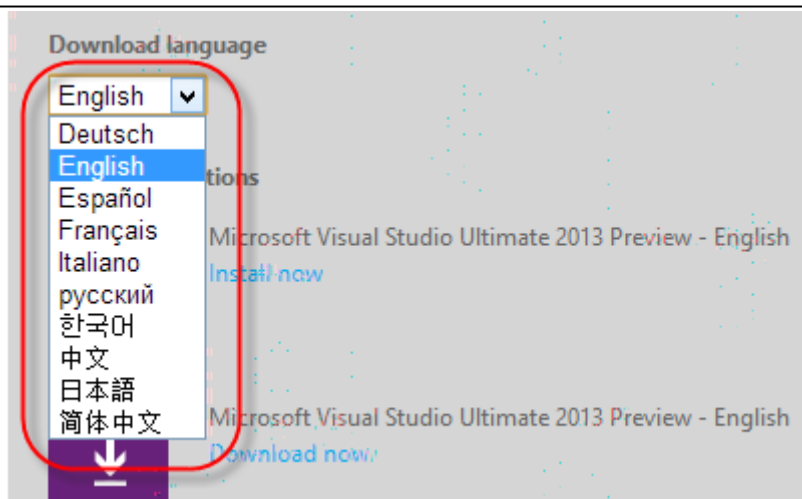 Download language
English
Deutsch
English
Español
Français
Italiano
русский
한국어
中文
日本語
简体中文
tions
Microsoft Visual Studio Ultimate 2013 Preview - English
Install now
Microsoft Visual Studio Ultimate 2013 Preview - English
Download now